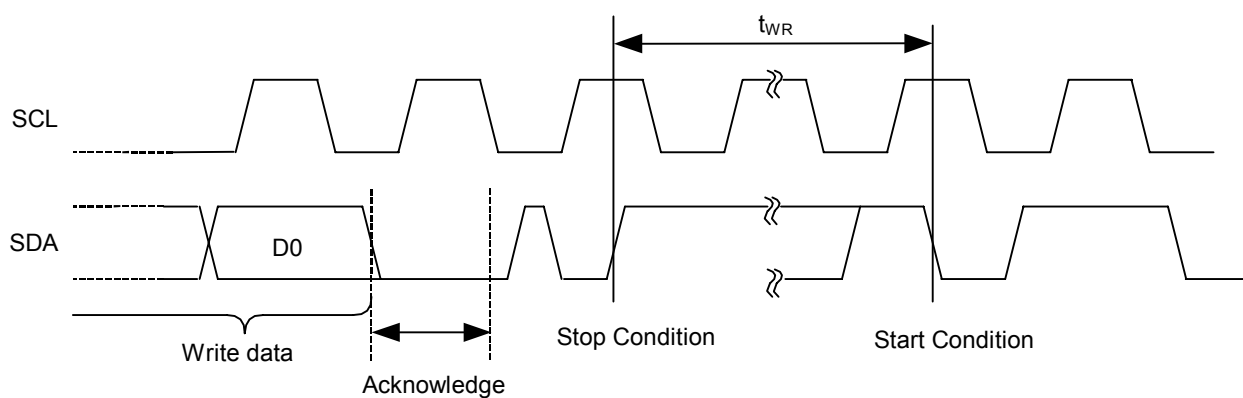 tWR
SCL
SDA
D0
Write data
Acknowledge
Stop Condition
Start Condition